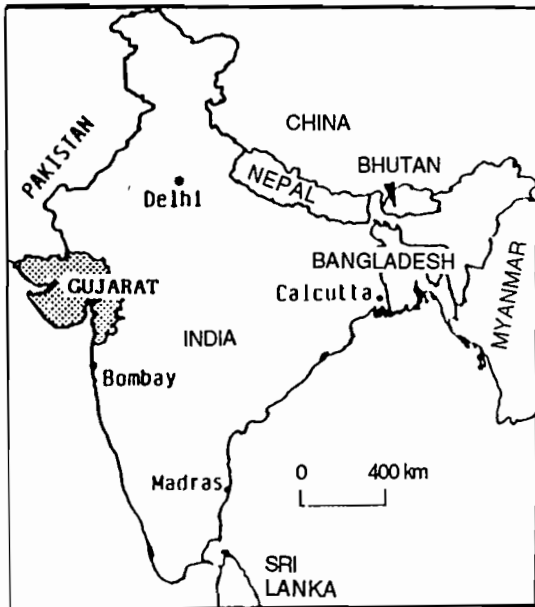 CHINA
PAKISTAN
BHUTAN
NEPAL
Delhi
BANGLADESH
GUJARAT
Calcutta
MYANMAR
INDIA
Bombay
0 400 km
Madras
SRI
LANKA